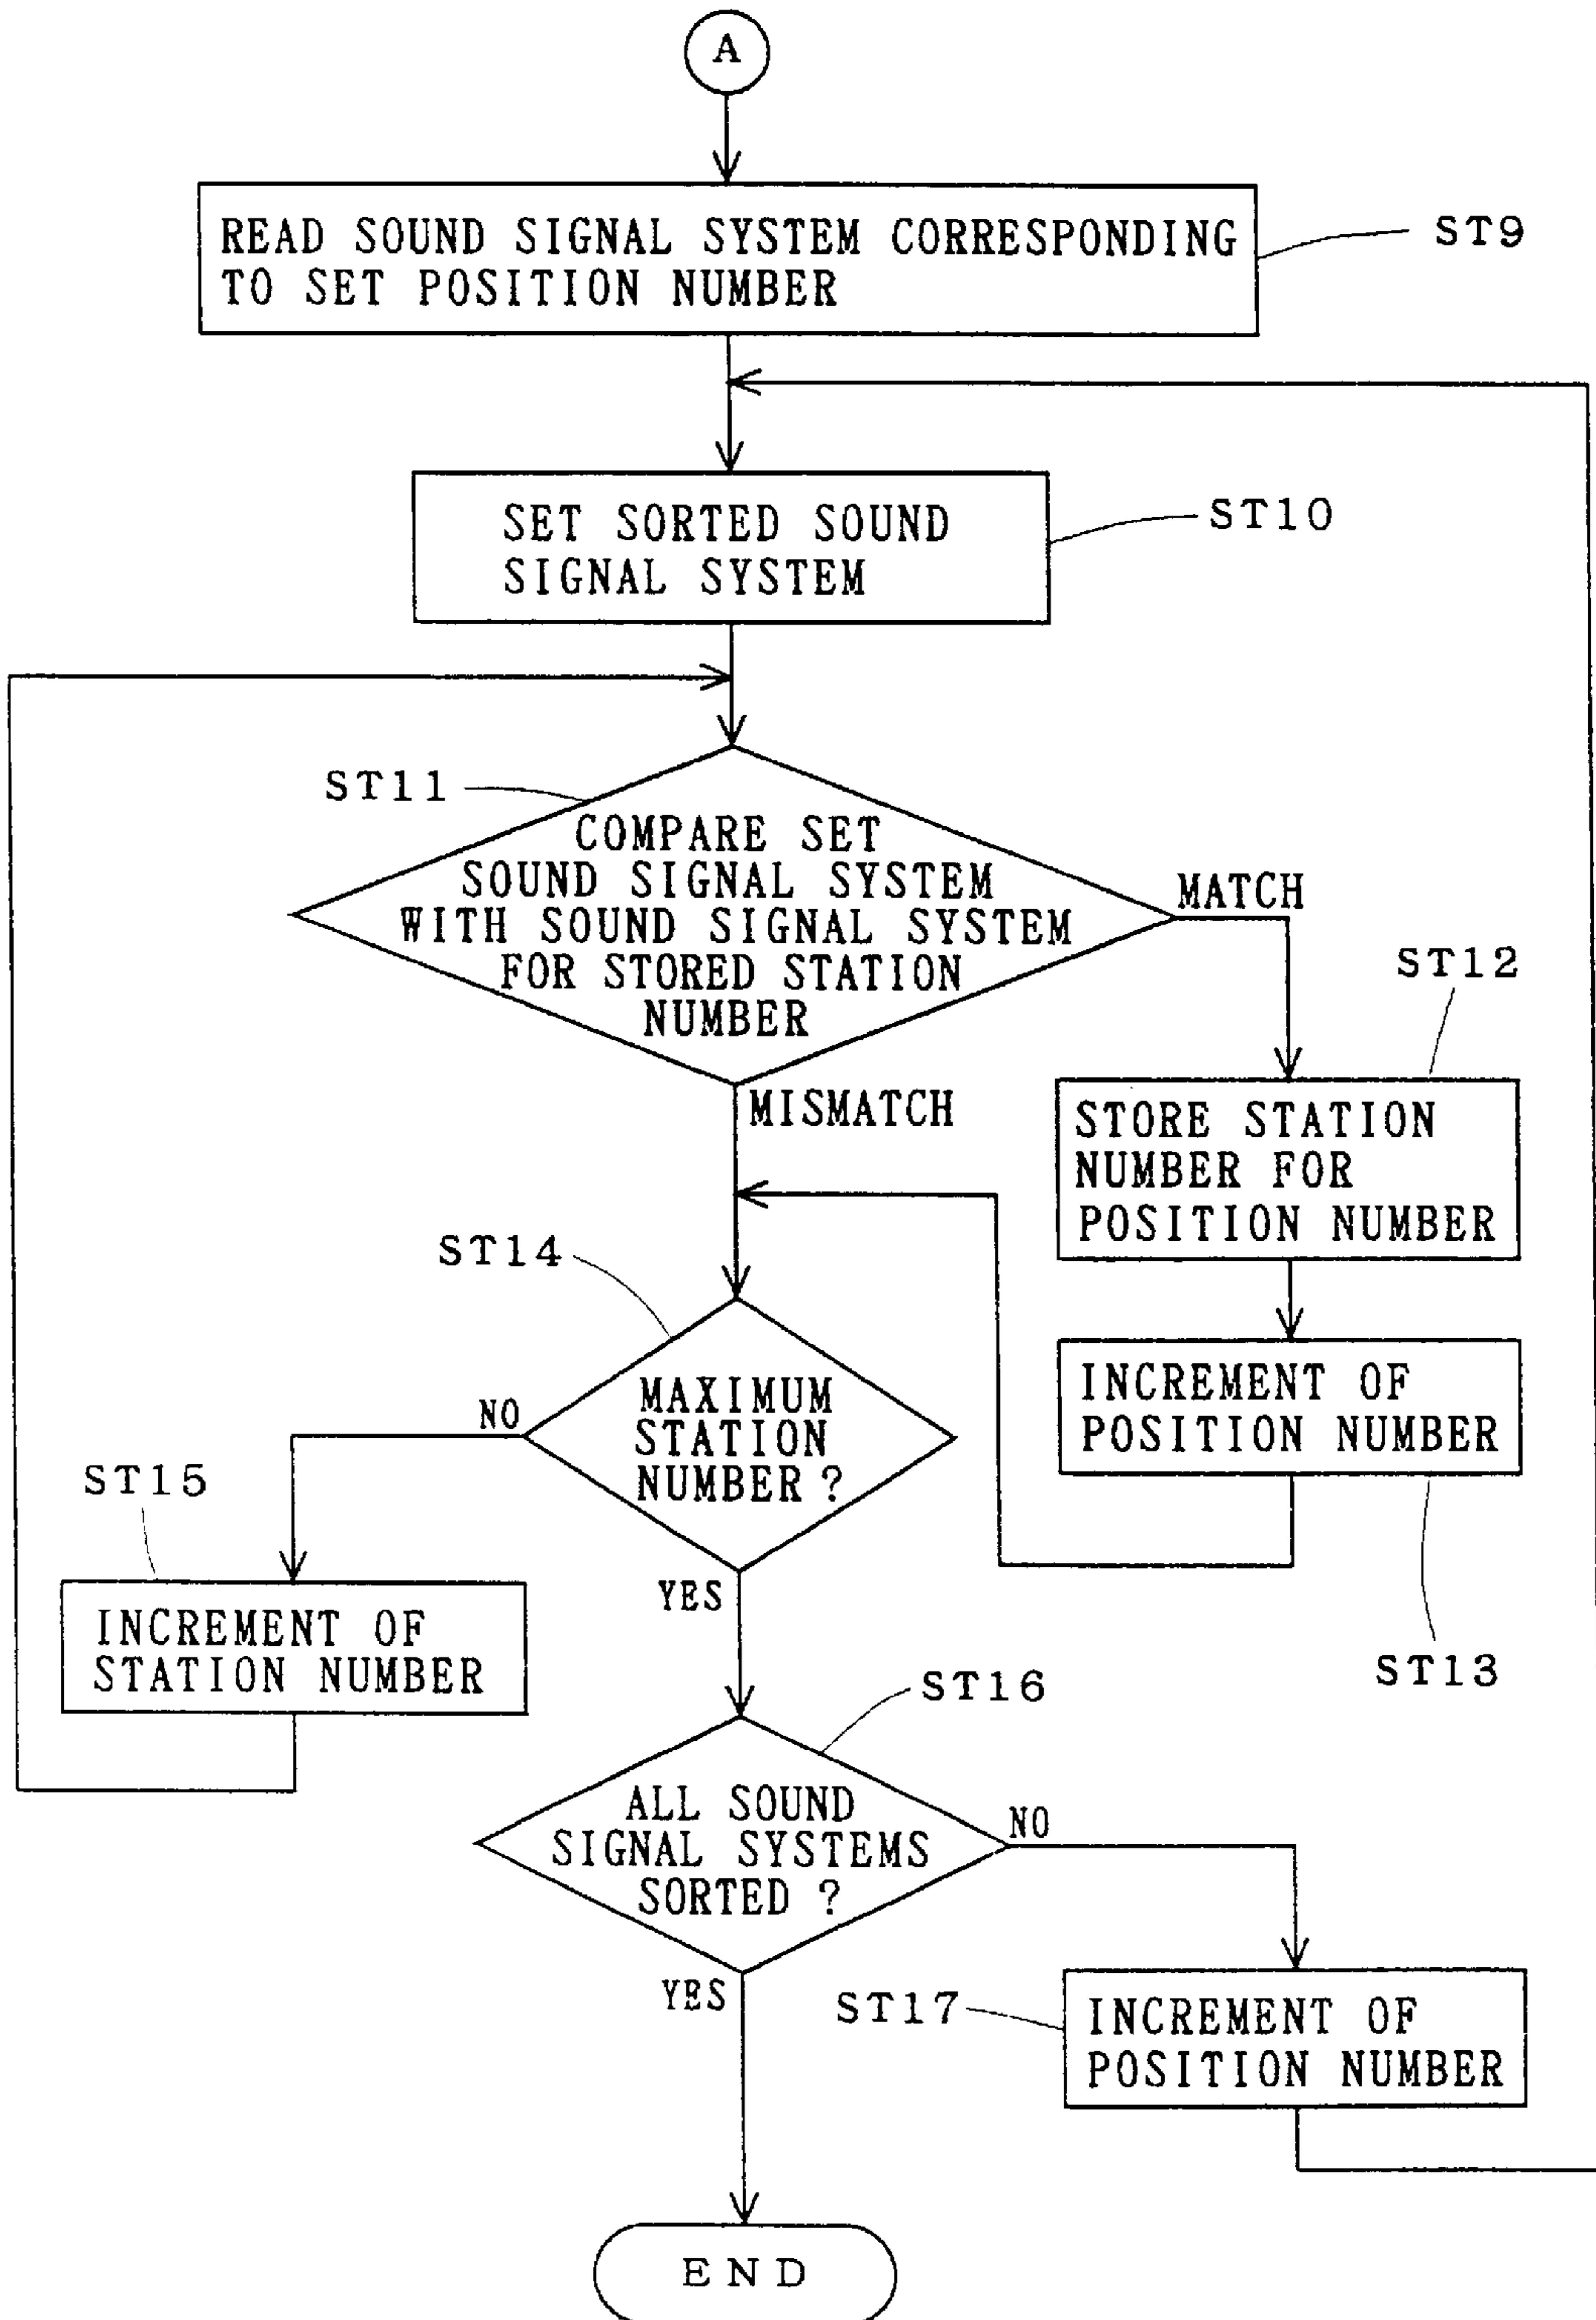 A
READ SOUND SIGNAL SYSTEM CORRESPONDING
TO SET POSITION NUMBER
ST9
SET SORTED SOUND
SIGNAL SYSTEM
ST10
ST11
COMPARE SET
SOUND SIGNAL SYSTEM
WITH SOUND SIGNAL SYSTEM
FOR STORED STATION
NUMBER
MATCH
MISMATCH
ST12
STORE STATION
NUMBER FOR
POSITION NUMBER
INCREMENT OF
POSITION NUMBER
ST13
ST14
MAXIMUM
STATION
NUMBER ?
NO
YES
ST15
INCREMENT OF
STATION NUMBER
ST16
ALL SOUND
SIGNAL SYSTEMS
SORTED ?
NO
YES
ST17
INCREMENT OF
POSITION NUMBER
END